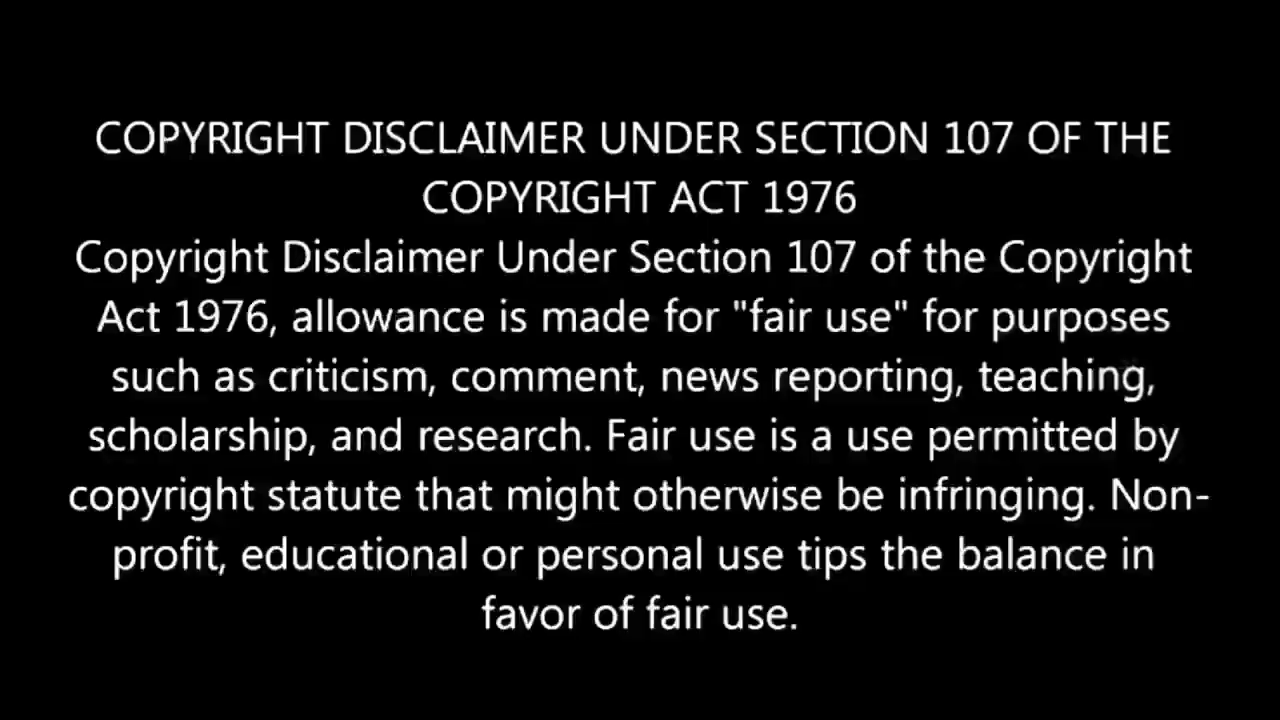 COPYRIGHT DISCLAIMER UNDER SECTION 107 OF THE
COPYRIGHT ACT 1976
Copyright Disclaimer Under Section 107 of the Copyright
Act 1976, allowance is made for "fair use" for purposes
such as criticism, comment, news reporting, teaching,
scholarship, and research. Fair use is a use permitted by
copyright statute that might otherwise be infringing. Non-
profit, educational or personal use tips the balance in
favor of fair use.